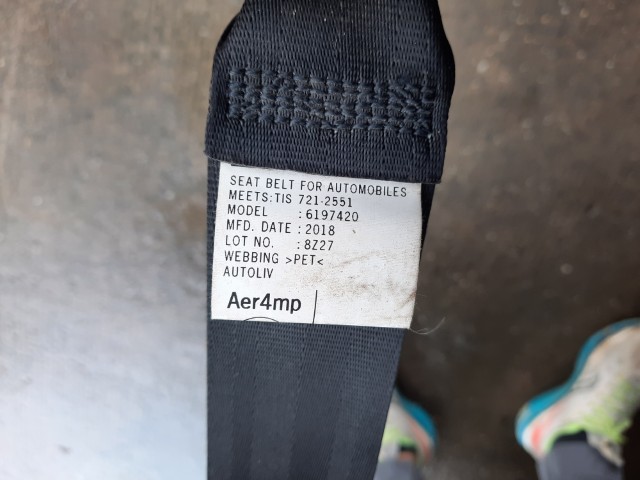 SEAT BELT FOR AUTOMOBILES
MEETS:TIS 721-2551
MODEL : 6197420
MFD. DATE : 2018
LOT NO. : 8Z27
WEBBING >PET<
AUTOLIV
Aer4mp